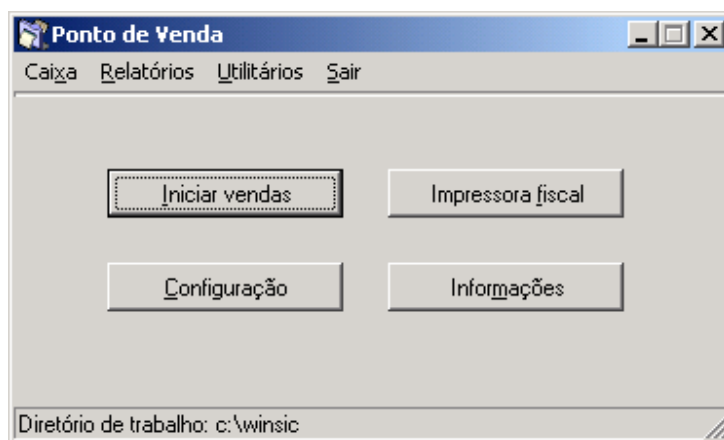 Ponto de Venda
Caixa Relatórios Utilitários Sair
Iniciar vendas Impressora fiscal
Configuração Informações
Diretório de trabalho: c:\winsic